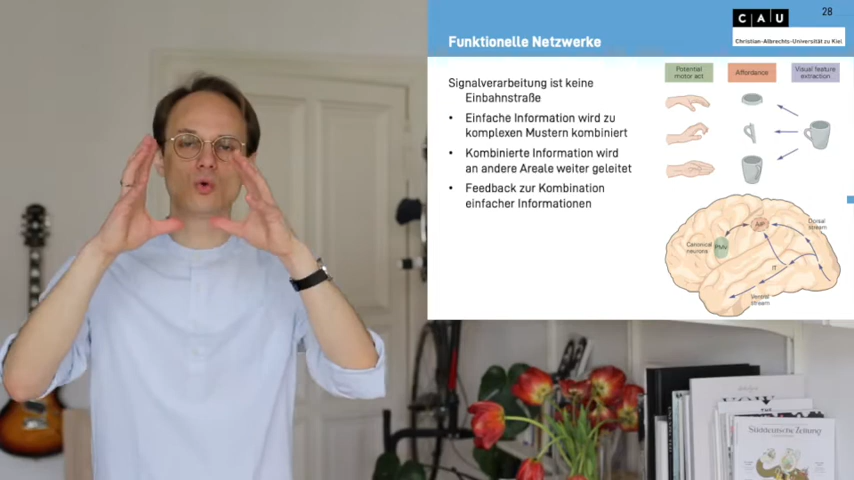 28
CAU
Christian-Albrechts-Universität zu Kiel
Funktionelle Netzwerke
Signalverarbeitung ist keine
Einbahnstraße
• Einfache Information wird zu
komplexen Mustern kombiniert
• Kombinierte Information wird
an andere Areale weiter geleitet
• Feedback zur Kombination
einfacher Informationen
Potential
motor act
Affordance
Visual feature
extraction
Dorsal
stream
AIP
Canonical
neurons
PMV
IT
Ventral
stream
Süddeutsche Zeitung